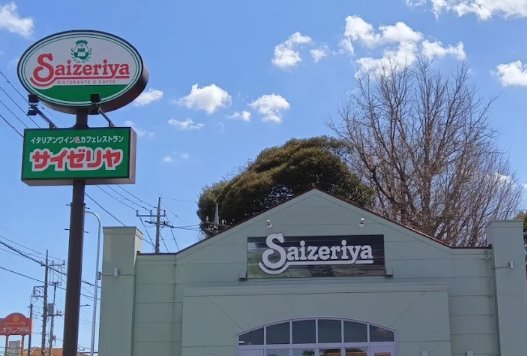 Saizeriya
RISTORANTE E CAFFÈ
イタリアンワイン&カフェレストラン
サイゼリヤ
Saizeriya